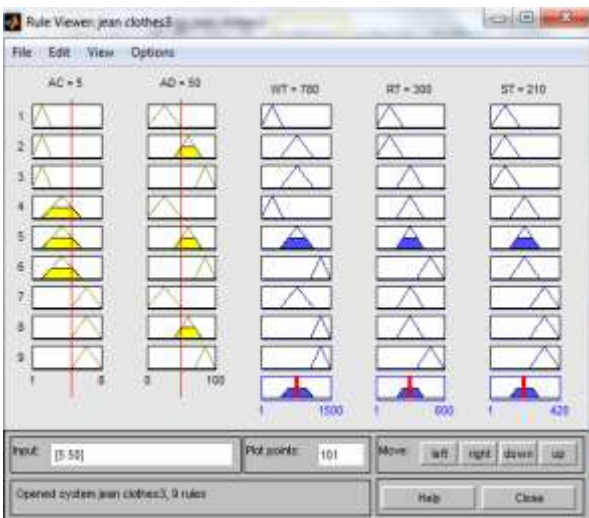 Rule Viewer: jean clothes3
File Edit View Options
AC = 5 AD = 50 WT = 780 RT = 300 ST = 210
1
2
3
4
5
6
7
8
9
1 8 0 100
1 1500 1 600 1 420
Input: [5 50] Plot points: 101 Move: left right down up
Opened system jean clothes3, 9 rules Help Close